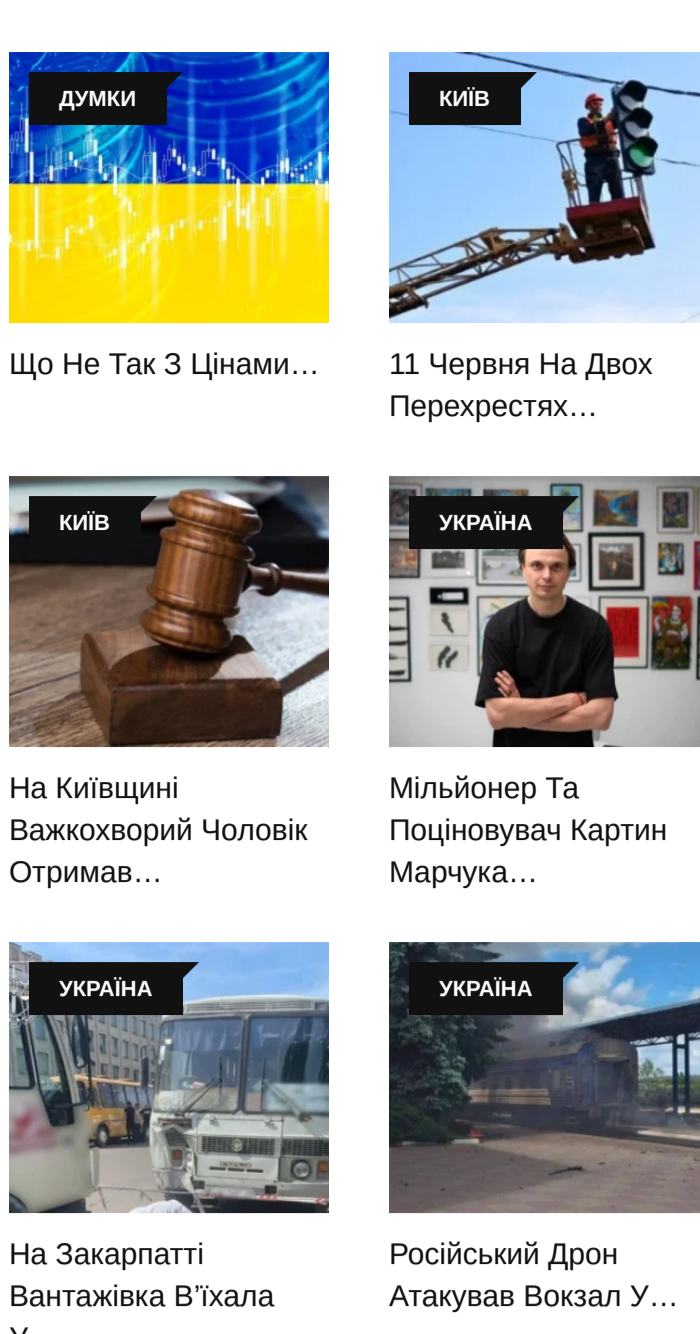 ДУМКИ
Що Не Так З Цінами…
КИЇВ
11 Червня На Двох
Перехрестях…
КИЇВ
На Київщині
Важкохворий Чоловік
Отримав…
УКРАЇНА
Мільйонер Та
Поціновувач Картин
Марчука…
УКРАЇНА
На Закарпатті
Вантажівка В’їхала
УКРАЇНА
Російський Дрон
Атакував Вокзал У…